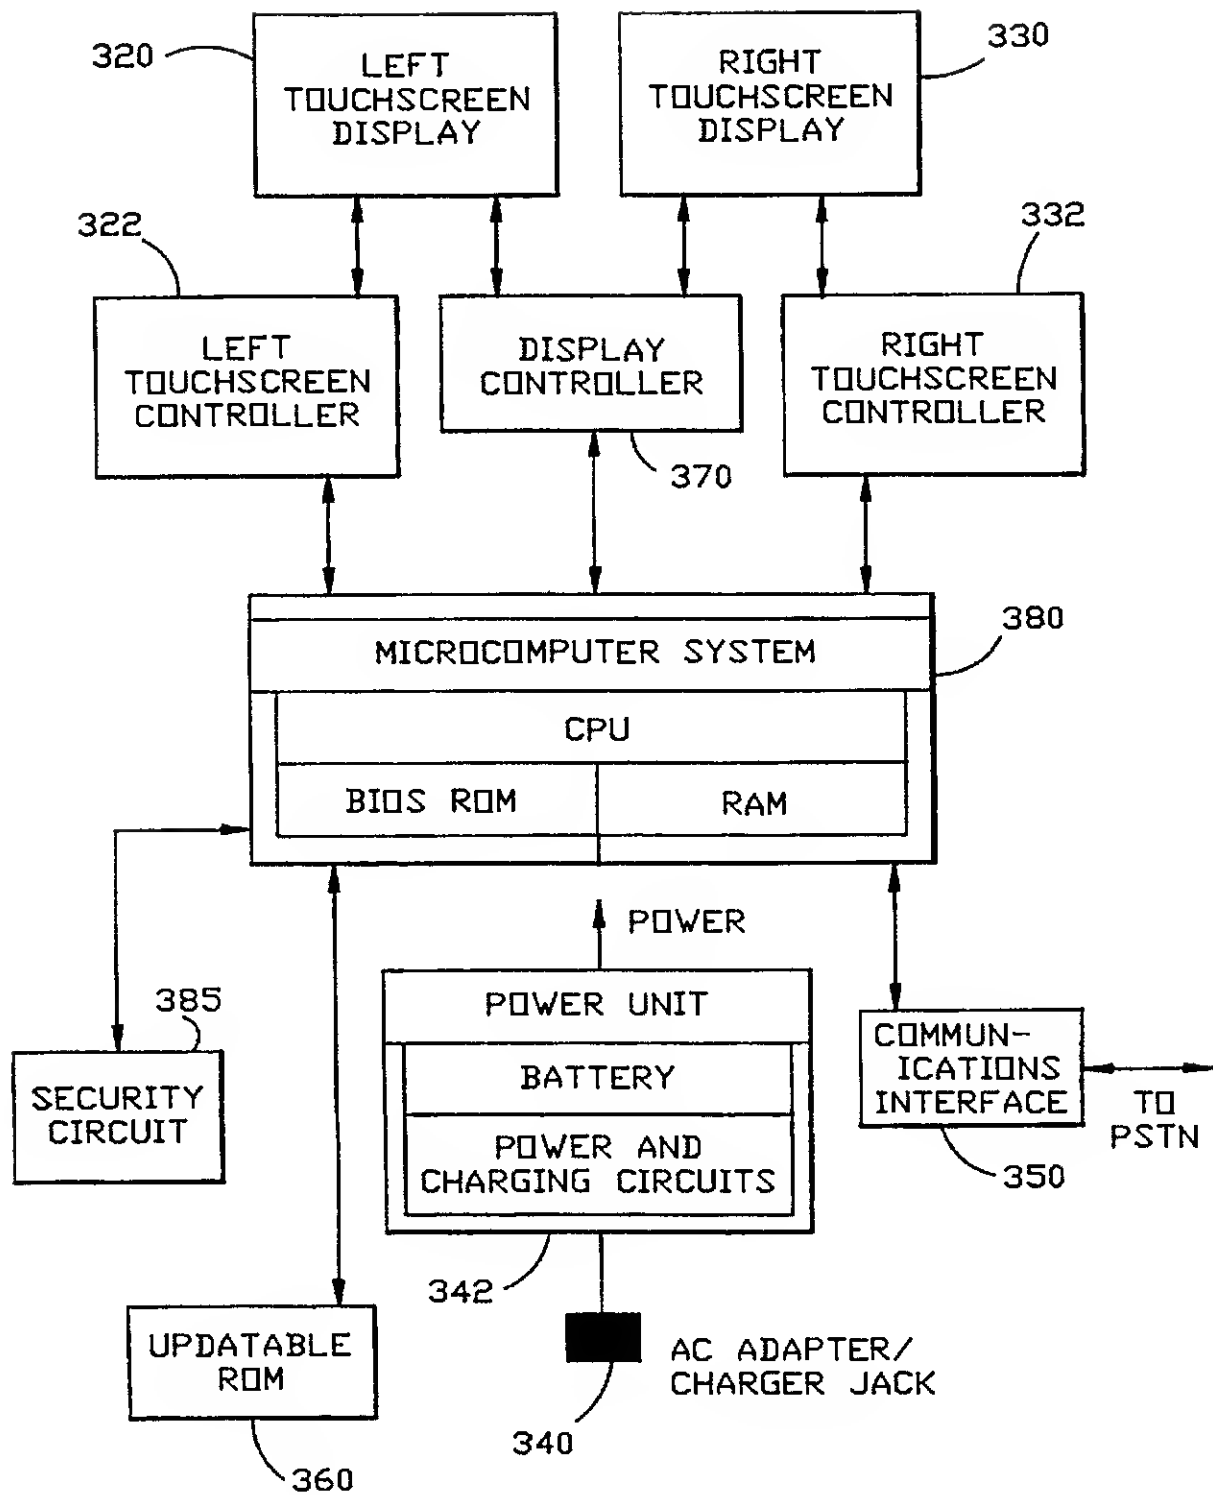 320
LEFT
TOUCHSCREEN
DISPLAY
RIGHT
TOUCHSCREEN
DISPLAY
330
322
332
LEFT
TOUCHSCREEN
CONTROLLER
DISPLAY
CONTROLLER
RIGHT
TOUCHSCREEN
CONTROLLER
370
380
MICROCOMPUTER SYSTEM
CPU
BIOS ROM
RAM
POWER
385
SECURITY
CIRCUIT
POWER UNIT
BATTERY
POWER AND
CHARGING CIRCUITS
COMMUN-
ICATIONS
INTERFACE
TO
PSTN
350
342
UPDATABLE
ROM
AC ADAPTER/
CHARGER JACK
340
360